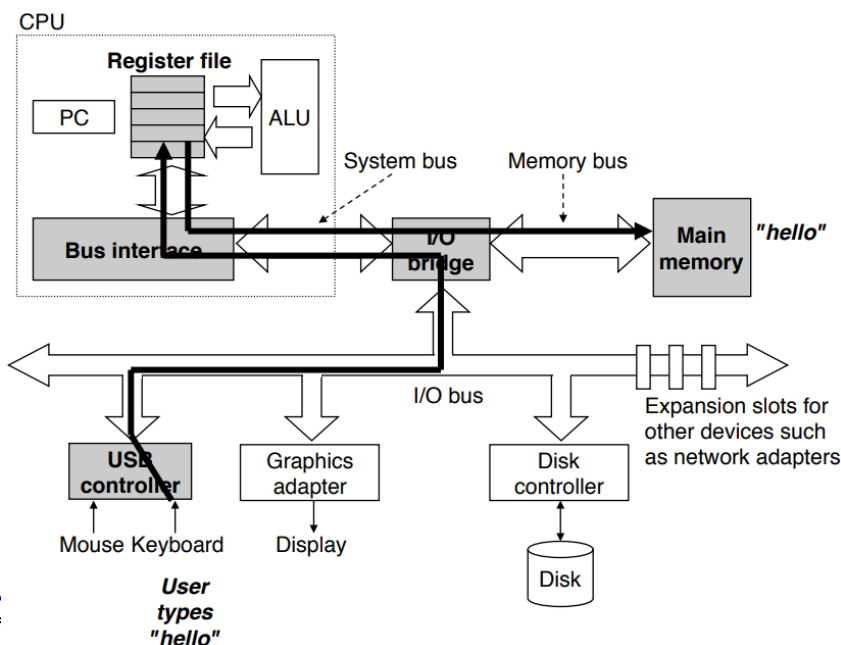 CPU
Register file
PC
ALU
System bus
Memory bus
Bus interface
I/O
bridge
Main
memory
"hello"
I/O bus
Expansion slots for
other devices such
as network adapters
USB
controller
Graphics
adapter
Disk
controller
Mouse Keyboard
Display
Disk
User
types
"hello"